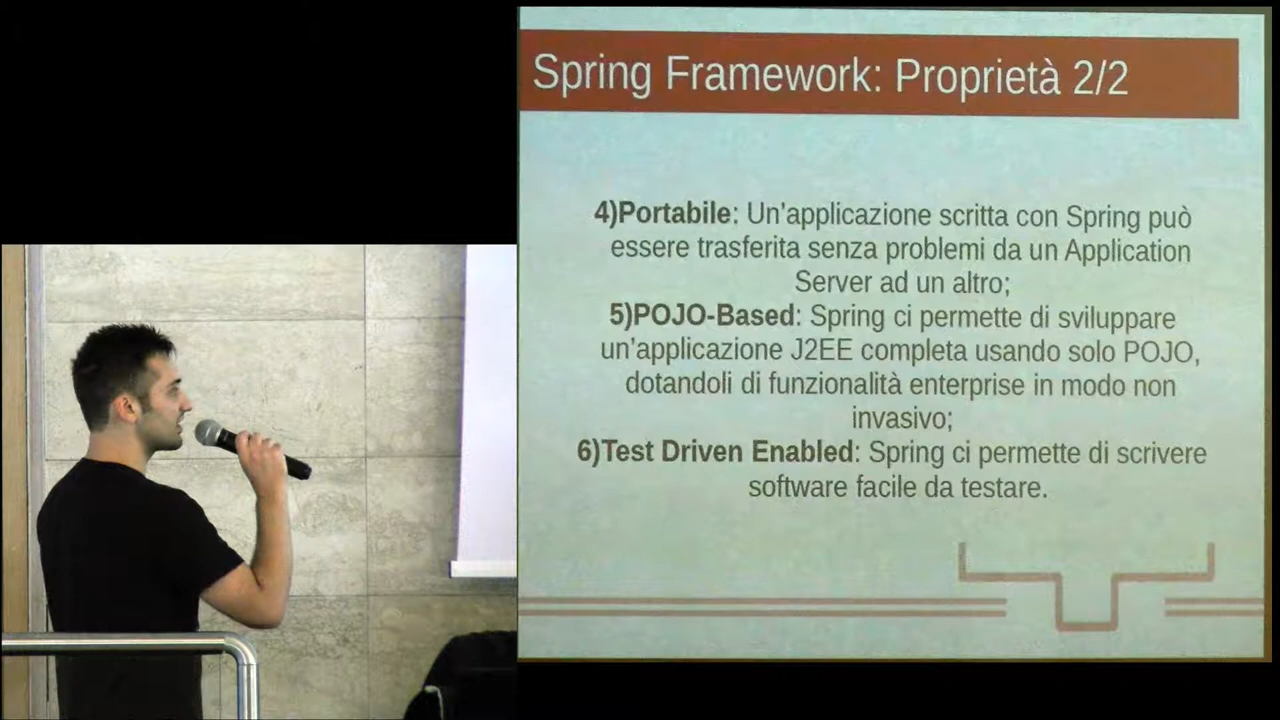 Spring Framework: Proprietà 2/2
4)Portabile: Un'applicazione scritta con Spring può
essere trasferita senza problemi da un Application
Server ad un altro;
5)POJO-Based: Spring ci permette di sviluppare
un'applicazione J2EE completa usando solo POJO,
dotandoli di funzionalità enterprise in modo non
invasivo;
6)Test Driven Enabled: Spring ci permette di scrivere
software facile da testare.